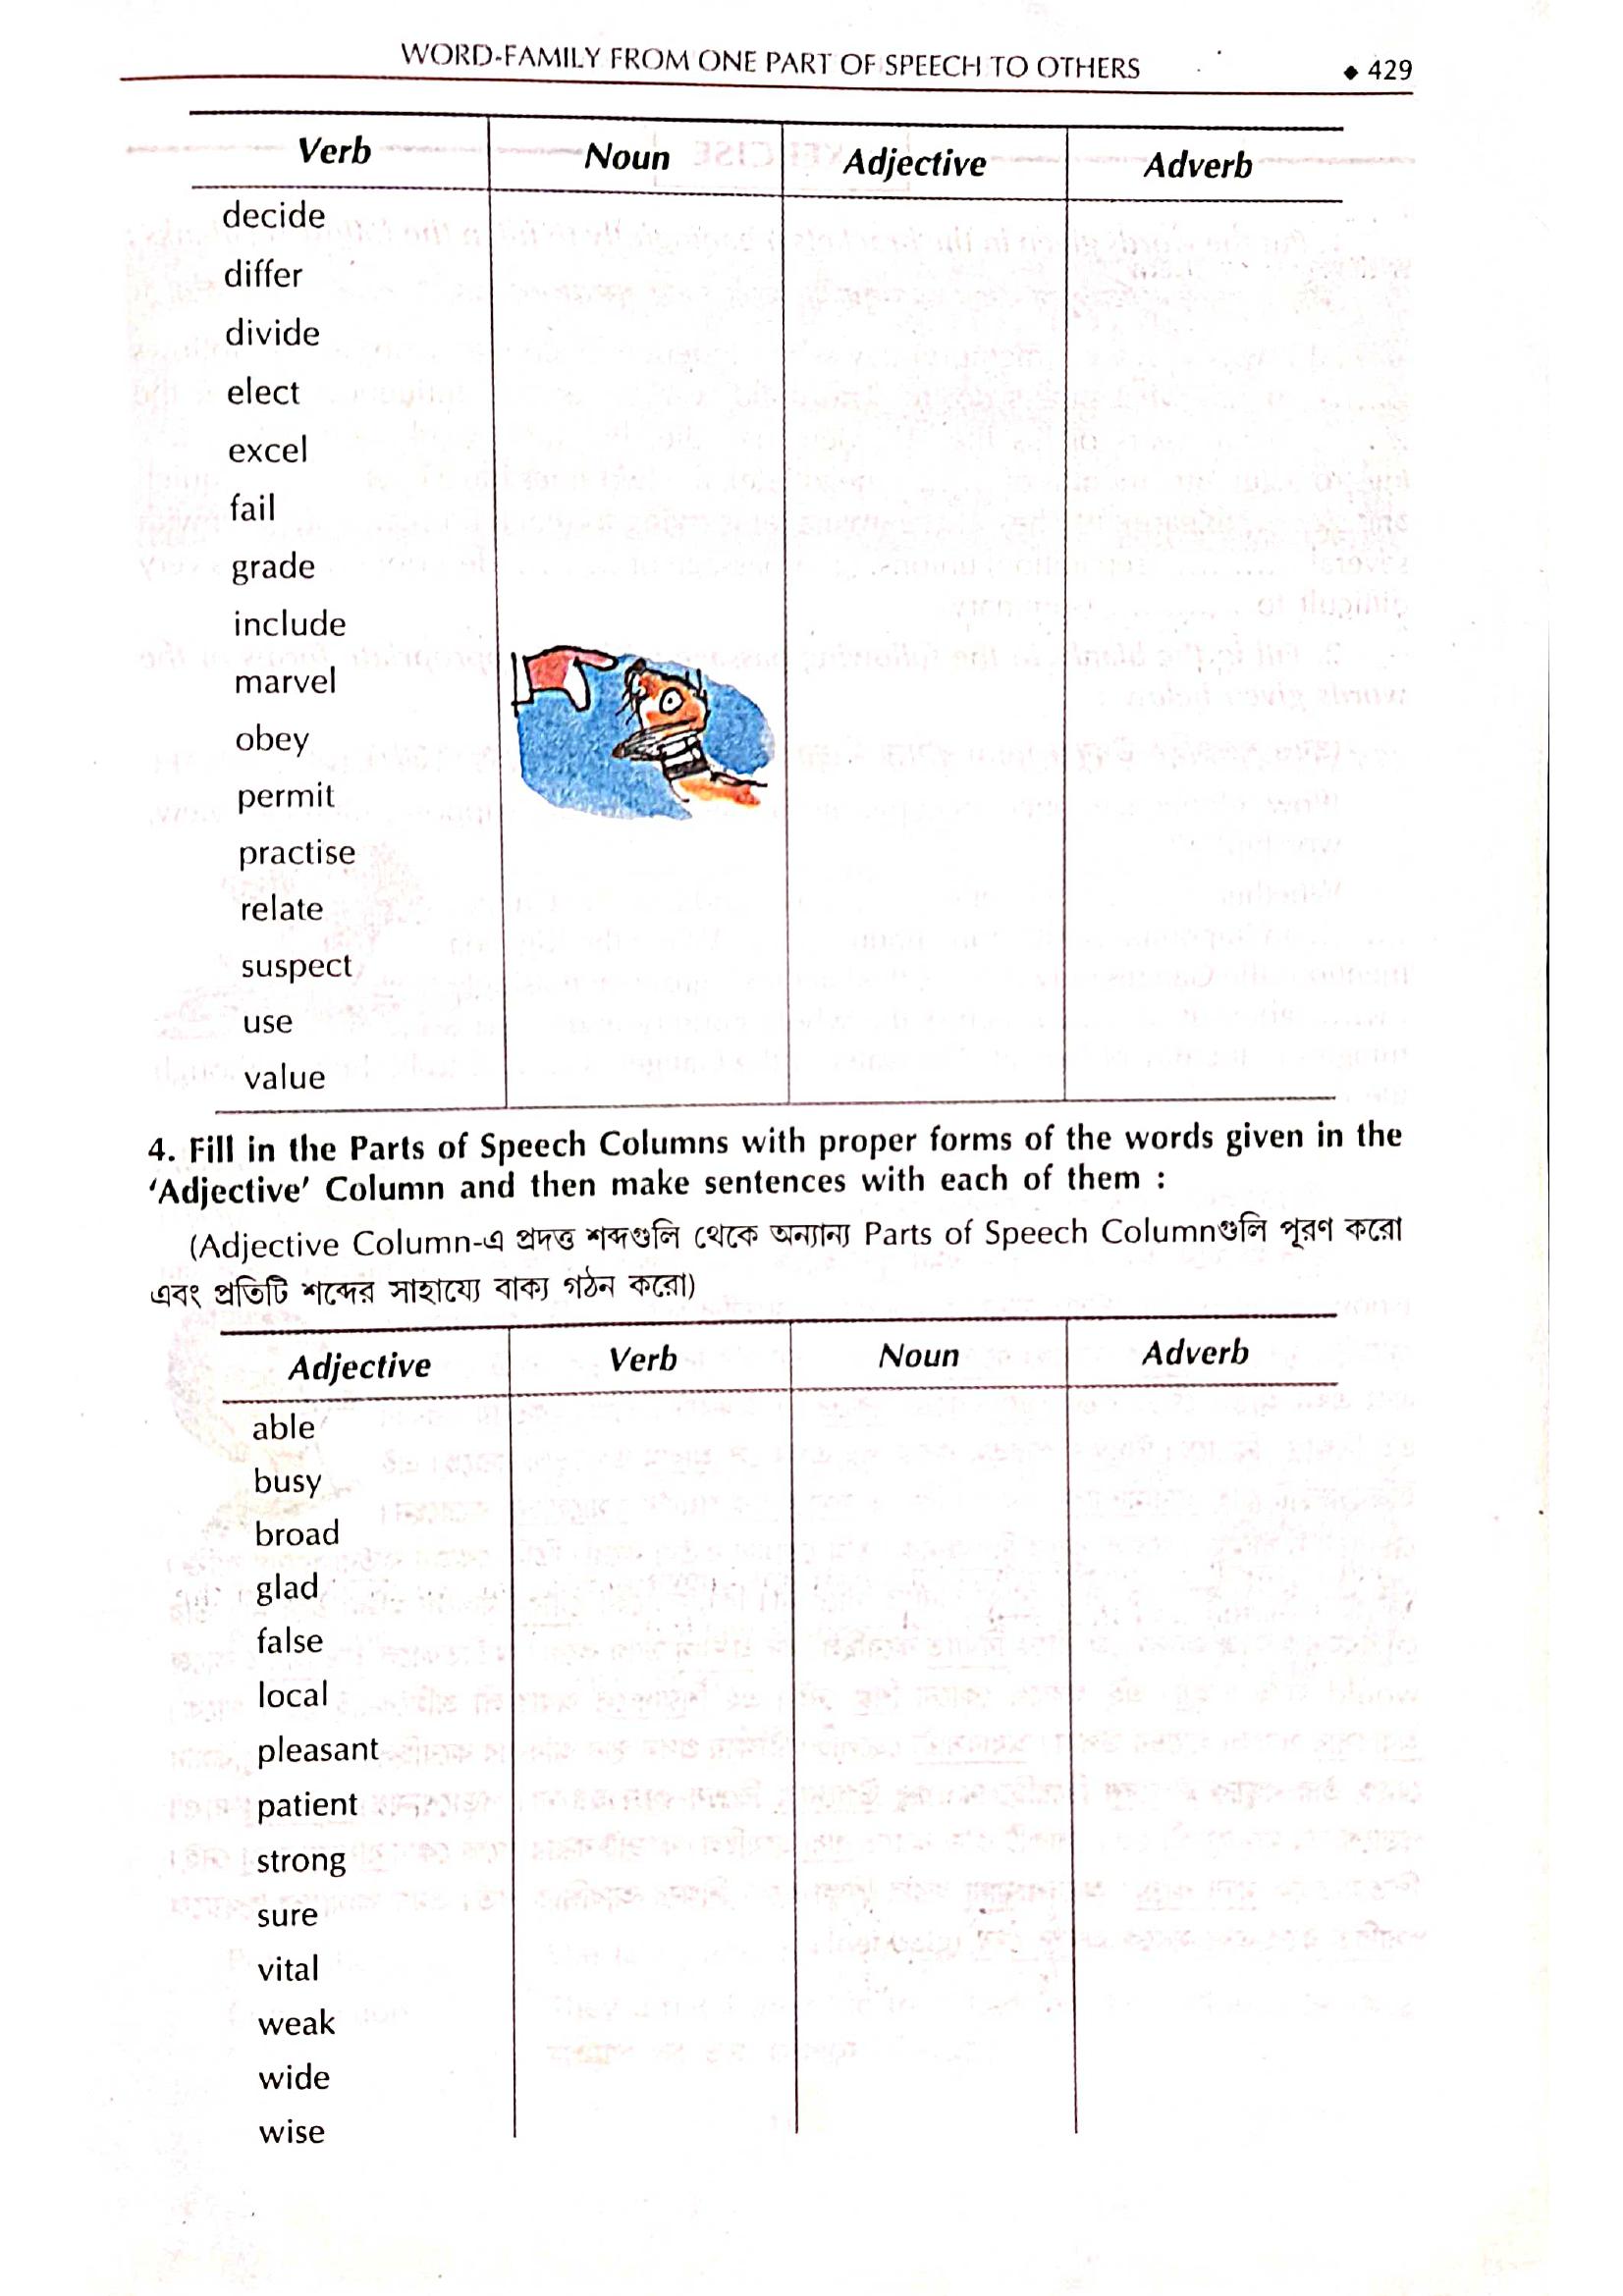 WORD-FAMILY FROM ONE PART OF SPEECH TO OTHERS ◆ 429
Verb Noun Adjective Adverb
decide
differ
divide
elect
excel
fail
grade
include
marvel
obey
permit
practise
relate
suspect
use
value
4. Fill in the Parts of Speech Columns with proper forms of the words given in the
‘Adjective’ Column and then make sentences with each of them :
(Adjective Column-এ প্রদত্ত শব্দগুলি থেকে অন্যান্য Parts of Speech Columnগুলি পূরণ করো
এবং প্রতিটি শব্দের সাহায্যে বাক্য গঠন করো)
Adjective Verb Noun Adverb
able
busy
broad
glad
false
local
pleasant
patient
strong
sure
vital
weak
wide
wise